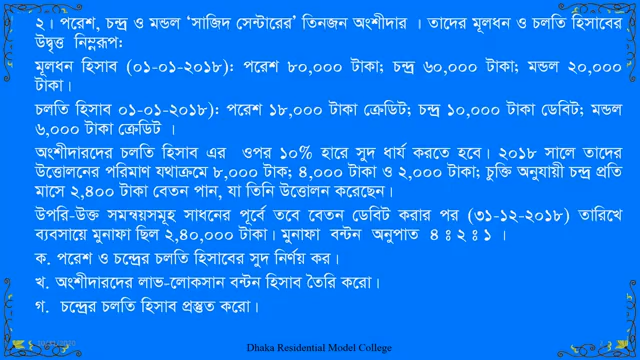 ২। পরেশ, চন্দ্র ও মন্ডল ‘সাজিদ সেন্টারের’ তিনজন অংশীদার । তাদের মূলধন ও চলতি হিসাবের
উদ্বৃত্ত নিম্নরূপ:
মূলধন হিসাব (০১-০১-২০১৮): পরেশ ৮০,০০০ টাকা; চন্দ্র ৬০,০০০ টাকা; মন্ডল ২০,০০০
টাকা।
চলতি হিসাব ০১-০১-২০১৮): পরেশ ১৮,০০০ টাকা ক্রেডিট; চন্দ্র ১০,০০০ টাকা ডেবিট; মন্ডল
৬,০০০ টাকা ক্রেডিট ।
অংশীদারদের চলতি হিসাব এর ওপর ১০% হারে সুদ ধার্য করতে হবে। ২০১৮ সালে তাদের
উত্তোলনের পরিমাণ যথাক্রমে ৮,০০০ টাক; ৪,০০০ টাকা ও ২,০০০ টাকা; চুক্তি অনুযায়ী চন্দ্র প্রতি
মাসে ২,৪০০ টাকা বেতন পান, যা তিনি উত্তোলন করেছেন।
উপরি-উক্ত সমন্বয়সমূহ সাধনের পূর্বে তবে বেতন ডেবিট করার পর (৩১-১২-২০১৮) তারিখে
ব্যবসায়ে মুনাফা ছিল ২,৪০,০০০ টাকা। মুনাফা বন্টন অনুপাত ৪ ঃ ২ ঃ ১ ।
ক. পরেশ ও চন্দ্রের চলতি হিসাবের সুদ নির্ণয় কর।
খ. অংশীদারদের লাভ-লোকসান বণ্টন হিসাব তৈরি করো।
গ. চন্দ্রের চলতি হিসাব প্রস্তুত করো।
Dhaka Residential Model College